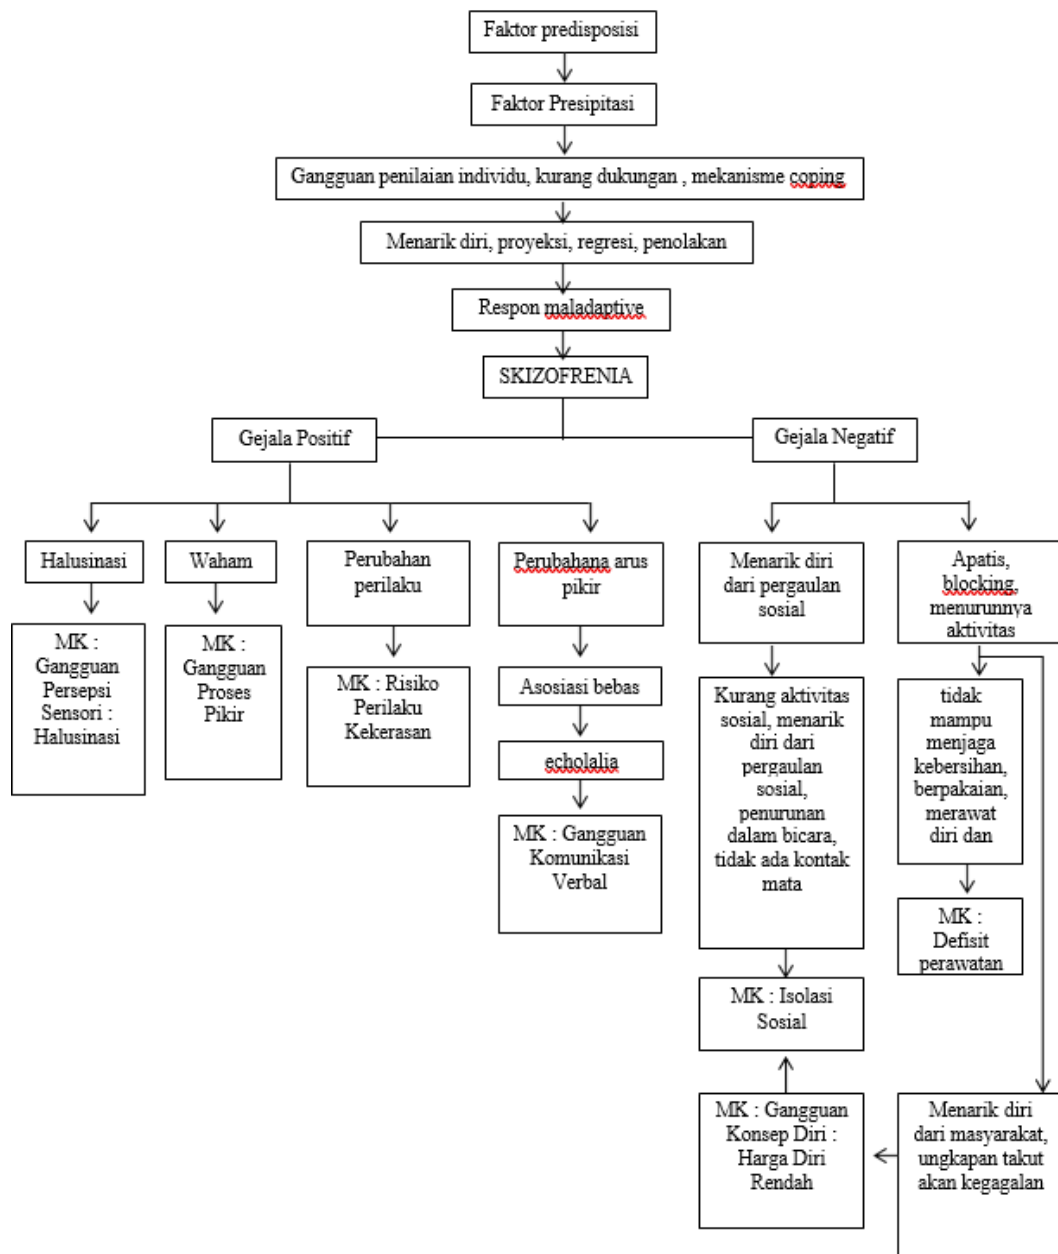 Faktor predisposisi
Faktor Presipitasi
Gangguan penilaian individu, kurang dukungan , mekanisme coping
Menarik diri, proyeksi, regresi, penolakan
Respon maladaptive
SKIZOFRENIA
Gejala Positif
Gejala Negatif
Halusinasi
Waham
Perubahan
perilaku
Perubahana arus
pikir
Menarik diri
dari pergaulan
sosial
Apatis,
blocking,
menurunnya
aktivitas
MK :
Gangguan
Persepsi
Sensori :
Halusinasi
MK :
Gangguan
Proses
Pikir
MK : Risiko
Perilaku
Kekerasan
Asosiasi bebas
echolalia
MK : Gangguan
Komunikasi
Verbal
Kurang aktivitas
sosial, menarik
diri dari
pergaulan
sosial,
penurunan
dalam bicara,
tidak ada kontak
mata
tidak
mampu
menjaga
kebersihan,
berpakaian,
merawat
diri dan
MK :
Defisit
perawatan
MK : Isolasi
Sosial
MK : Gangguan
Konsep Diri :
Harga Diri
Rendah
Menarik diri
dari masyarakat,
ungkapan takut
akan kegagalan